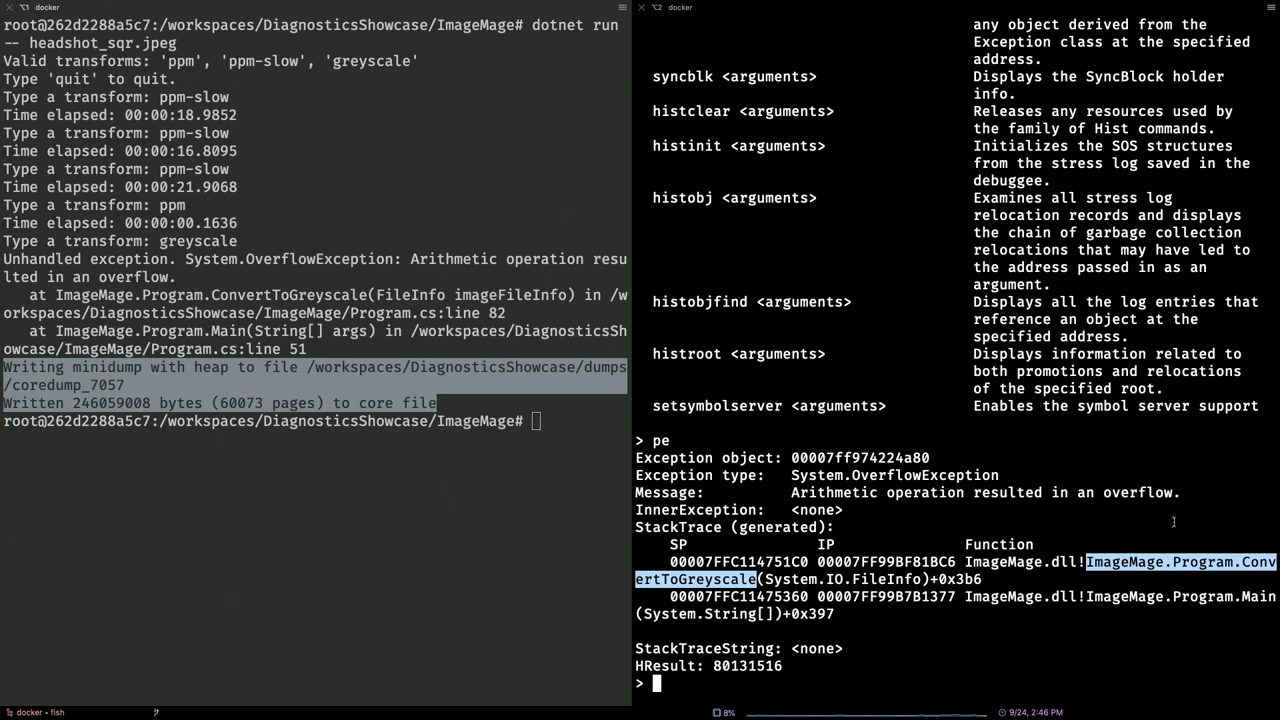 ⌥1 docker
root@262d2288a5c7:/workspaces/DiagnosticsShowcase/ImageMage# dotnet run
-- headshot_sqr.jpeg
Valid transforms: 'ppm', 'ppm-slow', 'greyscale'
Type 'quit' to quit.
Type a transform: ppm-slow
Time elapsed: 00:00:18.9852
Type a transform: ppm-slow
Time elapsed: 00:00:16.8095
Type a transform: ppm-slow
Time elapsed: 00:00:21.9068
Type a transform: ppm
Time elapsed: 00:00:00.1636
Type a transform: greyscale
Unhandled exception. System.OverflowException: Arithmetic operation resu
lted in an overflow.
at ImageMage.Program.ConvertToGreyscale(FileInfo imageFileInfo) in /w
orkspaces/DiagnosticsShowcase/ImageMage/Program.cs:line 82
at ImageMage.Program.Main(String[] args) in /workspaces/DiagnosticsSh
owcase/ImageMage/Program.cs:line 51
Writing minidump with heap to file /workspaces/DiagnosticsShowcase/dumps
/coredump_7057
Written 246059008 bytes (60073 pages) to core file
root@262d2288a5c7:/workspaces/DiagnosticsShowcase/ImageMage#
⌥2 docker
any object derived from the
Exception class at the specified
address.
syncblk <arguments> Displays the SyncBlock holder
info.
histclear <arguments> Releases any resources used by
the family of Hist commands.
histinit <arguments> Initializes the SOS structures
from the stress log saved in the
debuggee.
histobj <arguments> Examines all stress log
relocation records and displays
the chain of garbage collection
relocations that may have led to
the address passed in as an
argument.
histobjfind <arguments> Displays all the log entries that
reference an object at the
specified address.
histroot <arguments> Displays information related to
both promotions and relocations
of the specified root.
setsymbolserver <arguments> Enables the symbol server support
> pe
Exception object: 00007ff974224a80
Exception type: System.OverflowException
Message: Arithmetic operation resulted in an overflow.
InnerException: <none>
StackTrace (generated):
SP IP Function
00007FFC114751C0 00007FF99BF81BC6 ImageMage.dll!ImageMage.Program.Conv
ertToGreyscale(System.IO.FileInfo)+0x3b6
00007FFC11475360 00007FF99B7B1377 ImageMage.dll!ImageMage.Program.Main
(System.String[])+0x397
StackTraceString: <none>
HResult: 80131516
>
docker • fish
8%
9/24, 2:46 PM